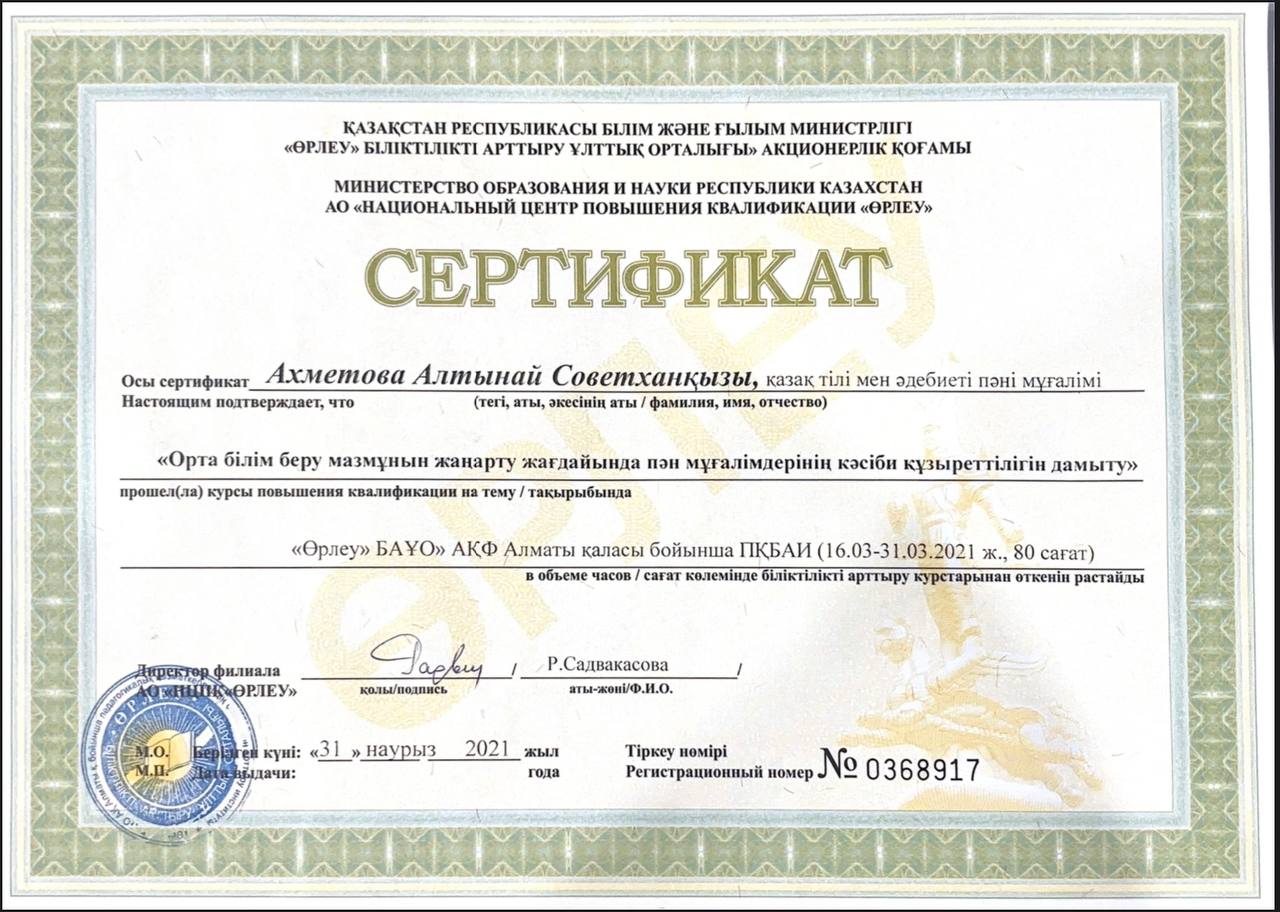 ҚАЗАҚСТАН РЕСПУБЛИКАСЫ БІЛІМ ЖӘНЕ ҒЫЛЫМ МИНИСТРЛІГІ
«ӨРЛЕУ» БІЛІКТІЛІКТІ АРТТЫРУ ҰЛТТЫҚ ОРТАЛЫҒЫ» АКЦИОНЕРЛІК ҚОҒАМЫ
МИНИСТЕРСТВО ОБРАЗОВАНИЯ И НАУКИ РЕСПУБЛИКИ КАЗАХСТАН
АО «НАЦИОНАЛЬНЫЙ ЦЕНТР ПОВЫШЕНИЯ КВАЛИФИКАЦИИ «ӨРЛЕУ»
СЕРТИФИКАТ
Осы сертификат Ахметова Алтынай Советханқызы, қазақ тілі мен әдебиеті пәні мұғалімі
Настоящим подтверждает, что (тегі, аты, әкесінің аты / фамилия, имя, отчество)
«Орта білім беру мазмұнын жаңарту жағдайында пән мұғалімдерінің кәсіби құзыреттілігін дамыту»
прошел(ла) курсы повышения квалификации на тему / тақырыбында
«Өрлеу» БАҰО» АҚФ Алматы қаласы бойынша ПҚБАИ (16.03-31.03.2021 ж., 80 сағат)
в объеме часов / сағат көлемінде біліктілікті арттыру курстарынан өткенін растайды
Директор филиала / Р.Садвакасова /
АО «НЦПК«ӨРЛЕУ» қолы/подпись аты-жөні/Ф.И.О.
М.О. Берілген күні: «31 » наурыз 2021 жыл Тіркеу нөмірі
М.П. Дата выдачи: года Регистрационный номер № 0368917
ӨРЛЕУ